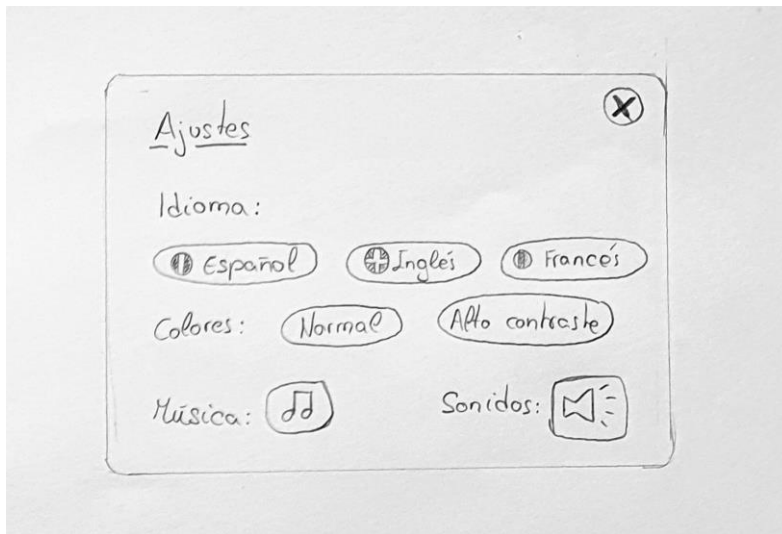 Ajustes
Idioma:
Español Inglés Francés
Colores: Normal Alto contraste
Música: Sonidos: